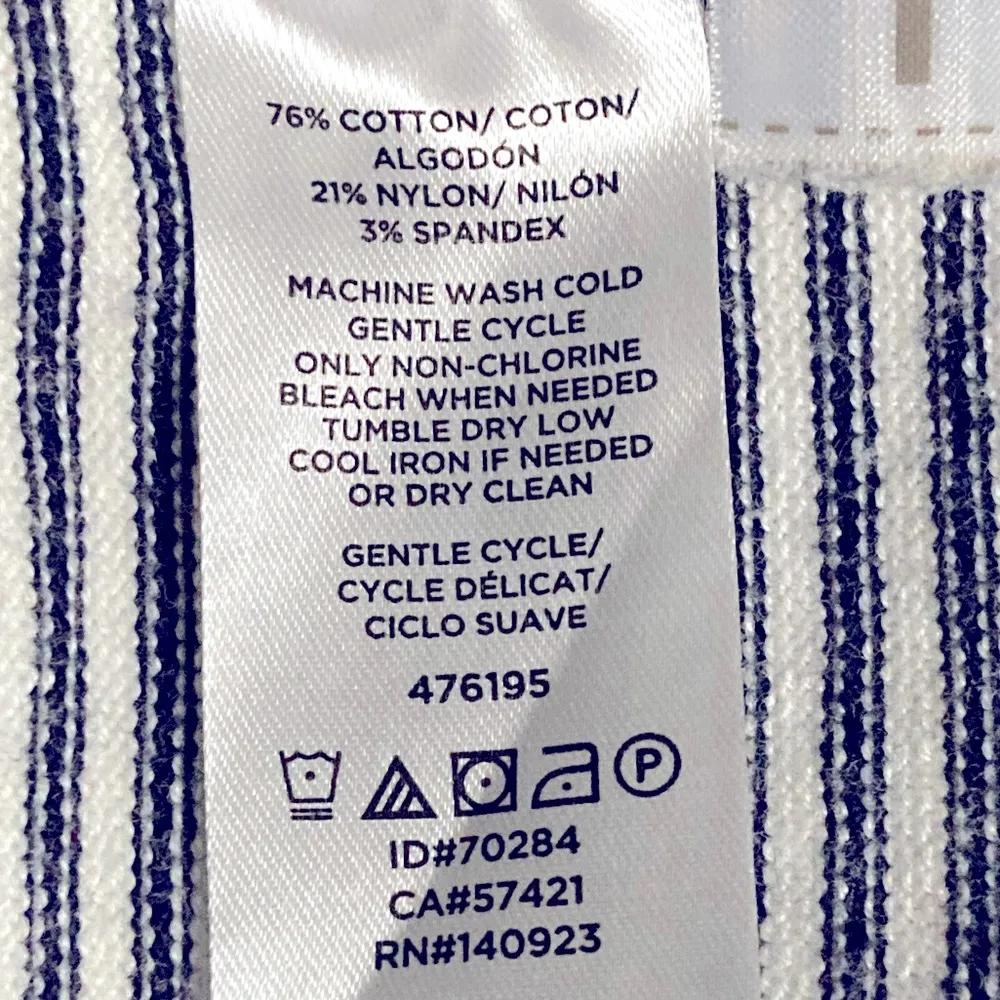 76% COTTON/ COTON/
ALGODÓN
21% NYLON/ NILÓN
3% SPANDEX
MACHINE WASH COLD
GENTLE CYCLE
ONLY NON-CHLORINE
BLEACH WHEN NEEDED
TUMBLE DRY LOW
COOL IRON IF NEEDED
OR DRY CLEAN
GENTLE CYCLE/
CYCLE DÉLICAT/
CICLO SUAVE
476195
P
ID#70284
CA#57421
RN#140923